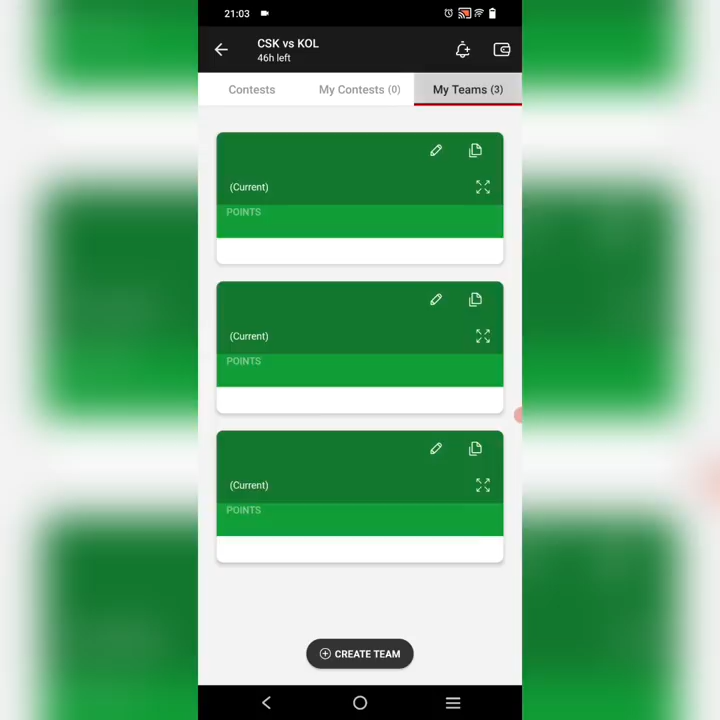 21:03
CSK vs KOL
46h left
Contests
My Contests (0)
My Teams (3)
(Current)
POINTS
(Current)
POINTS
(Current)
POINTS
CREATE TEAM